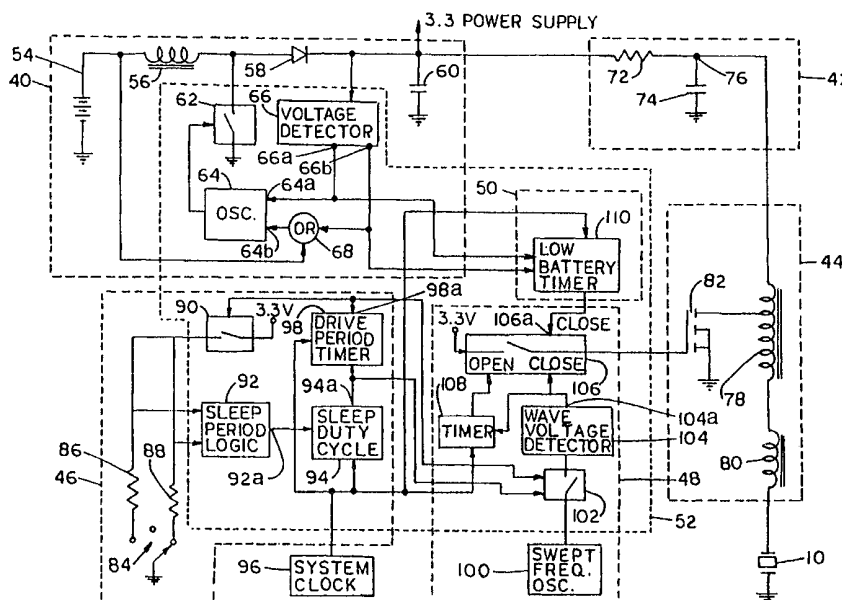 3.3 POWER SUPPLY
54
40
56
58
60
72
76
74
42
62
66
VOLTAGE
DETECTOR
66a
66b
64
64a
OSC.
64b
OR
68
50
110
LOW
BATTERY
TIMER
44
82
78
80
10
90
3.3V
98
98a
DRIVE
PERIOD
TIMER
3.3V
106a
CLOSE
OPEN
CLOSE
106
92
SLEEP
PERIOD
LOGIC
92a
94a
SLEEP
DUTY
CYCLE
94
108
TIMER
104a
WAVE
VOLTAGE
DETECTOR
104
86
88
46
84
48
102
52
96
SYSTEM
CLOCK
100
SWEPT
FREQ.
OSC.